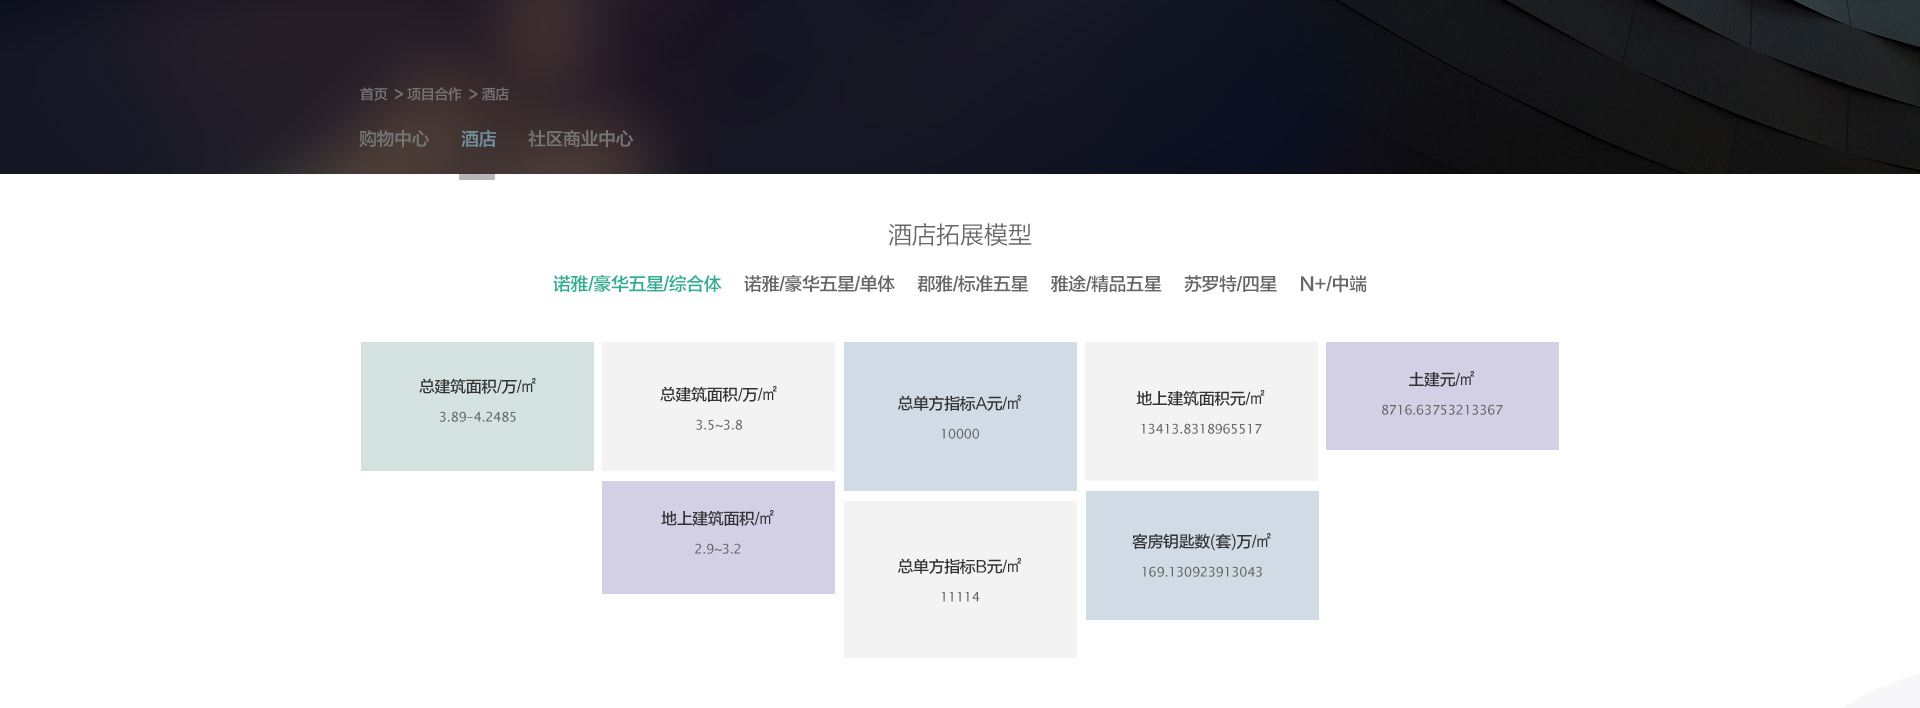 首页 > 项目合作 > 酒店
购物中心 酒店 社区商业中心
酒店拓展模型
诺雅/豪华五星/综合体 诺雅/豪华五星/单体 郡雅/标准五星 雅途/精品五星 苏罗特/四星 N+/中端
总建筑面积/万/㎡
3.89-4.2485
总建筑面积/万/㎡
3.5~3.8
总单方指标A元/㎡
10000
地上建筑面积元/㎡
13413.8318965517
土建元/㎡
8716.63753213367
地上建筑面积/㎡
2.9~3.2
总单方指标B元/㎡
11114
客房钥匙数(套)万/㎡
169.130923913043